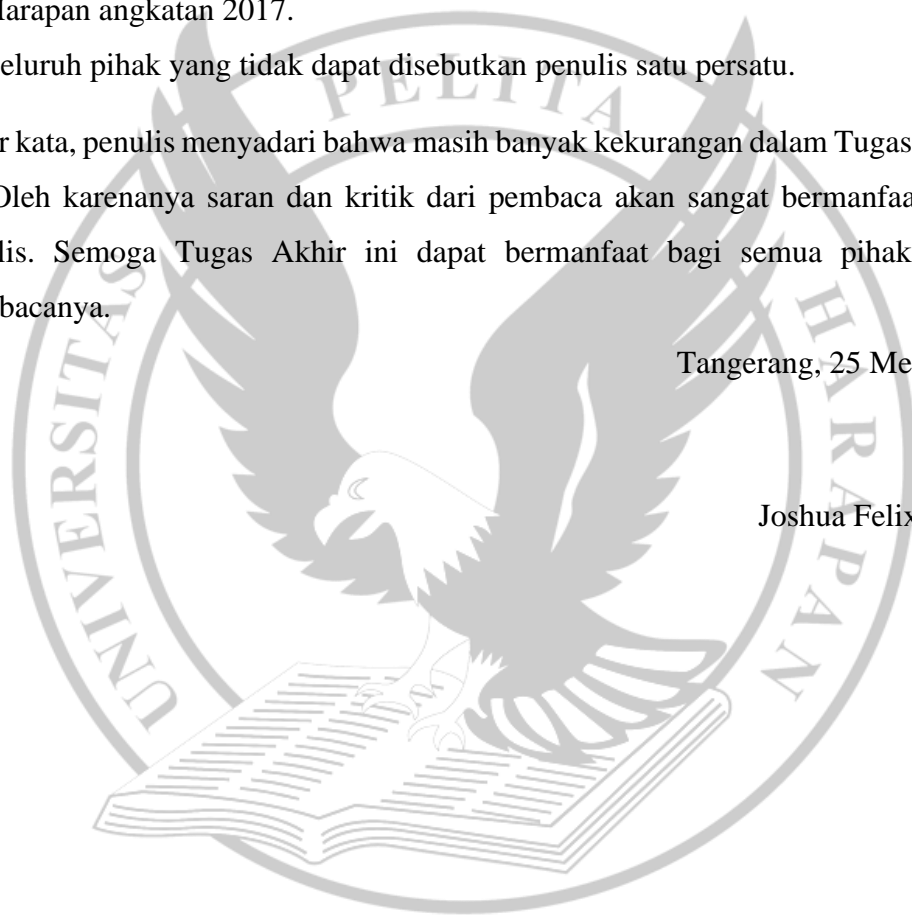 Harapan angkatan 2017.
eluruh pihak yang tidak dapat disebutkan penulis satu persatu.
r kata, penulis menyadari bahwa masih banyak kekurangan dalam Tugas
Oleh karenanya saran dan kritik dari pembaca akan sangat bermanfaa
lis. Semoga Tugas Akhir ini dapat bermanfaat bagi semua pihak
bacanya.
Tangerang, 25 Me
Joshua Felix
UNIVERSITAS PELITA HARAPAN